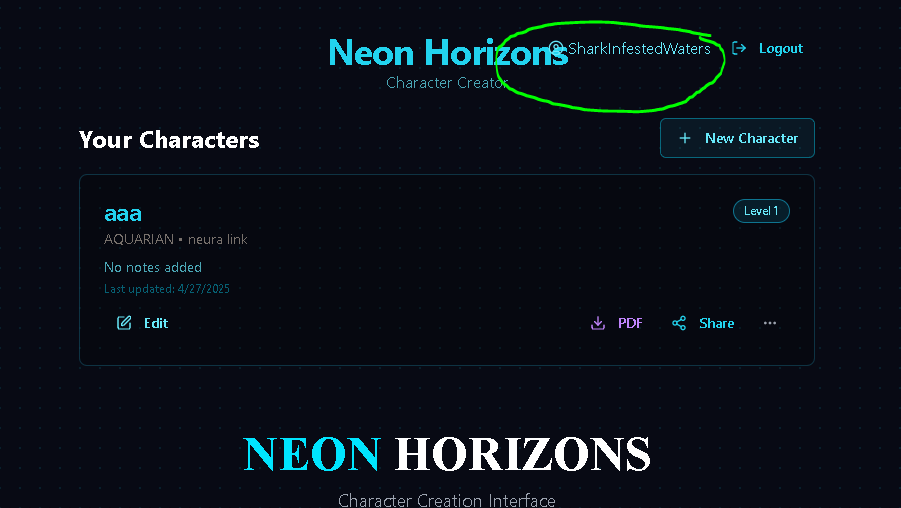 Neon Horizons
SharkInfestedWaters
Logout
Character Creator
Your Characters
+ New Character
aaa
Level 1
AQUARIAN • neura link
No notes added
Last updated: 4/27/2025
Edit
PDF
Share
NEON HORIZONS
Character Creation Interface